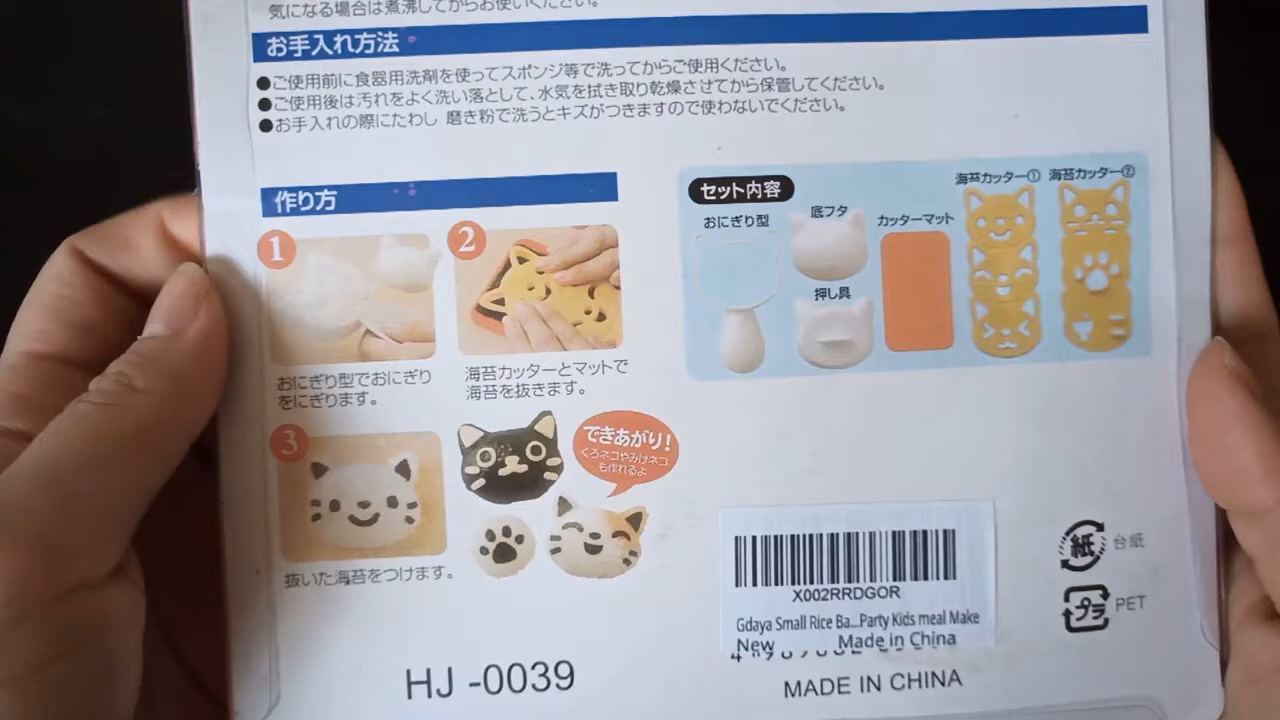 気になる場合は煮沸してからお使いください。
お手入れ方法
●ご使用前に食器用洗剤を使ってスポンジ等で洗ってからご使用ください。
●ご使用後は汚れをよく洗い落として、水気を拭き取り乾燥させてから保管してください。
●お手入れの際にたわし 磨き粉で洗うとキズがつきますので使わないでください。
作り方
1
おにぎり型でおにぎり
をにぎります。
2
海苔カッターとマットで
海苔を抜きます。
3
抜いた海苔をつけます。
できあがり!
くろネコやみけネコ
も作れるよ
セット内容
おにぎり型
底フタ
押し具
カッターマット
海苔カッター①
海苔カッター②
X002RRDGOR
Gdaya Small Rice Ba...Party Kids meal Make
New
Made in China
紙
台紙
プラ
PET
HJ -0039
MADE IN CHINA